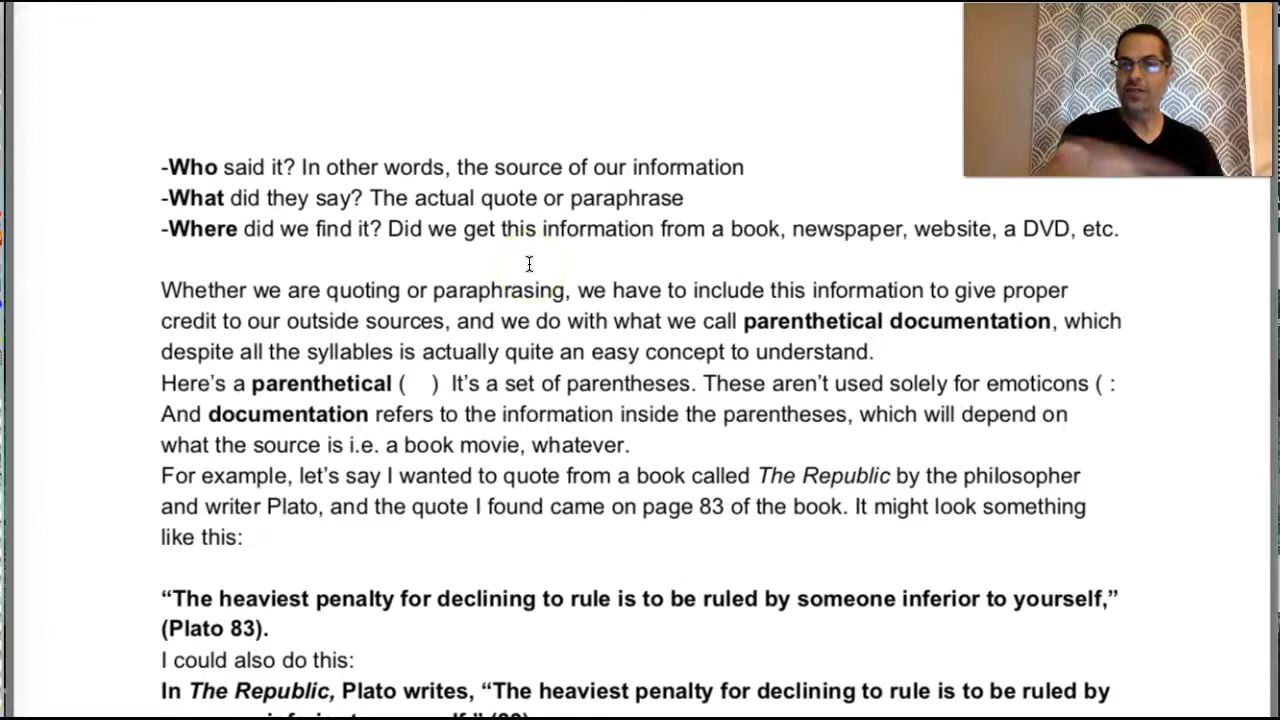 -Who said it? In other words, the source of our information
-What did they say? The actual quote or paraphrase
-Where did we find it? Did we get this information from a book, newspaper, website, a DVD, etc.
Whether we are quoting or paraphrasing, we have to include this information to give proper
credit to our outside sources, and we do with what we call parenthetical documentation, which
despite all the syllables is actually quite an easy concept to understand.
Here’s a parenthetical (    )  It’s a set of parentheses. These aren’t used solely for emoticons ( :
And documentation refers to the information inside the parentheses, which will depend on
what the source is i.e. a book movie, whatever.
For example, let’s say I wanted to quote from a book called The Republic by the philosopher
and writer Plato, and the quote I found came on page 83 of the book. It might look something
like this:
“The heaviest penalty for declining to rule is to be ruled by someone inferior to yourself,”
(Plato 83).
I could also do this:
In The Republic, Plato writes, “The heaviest penalty for declining to rule is to be ruled by